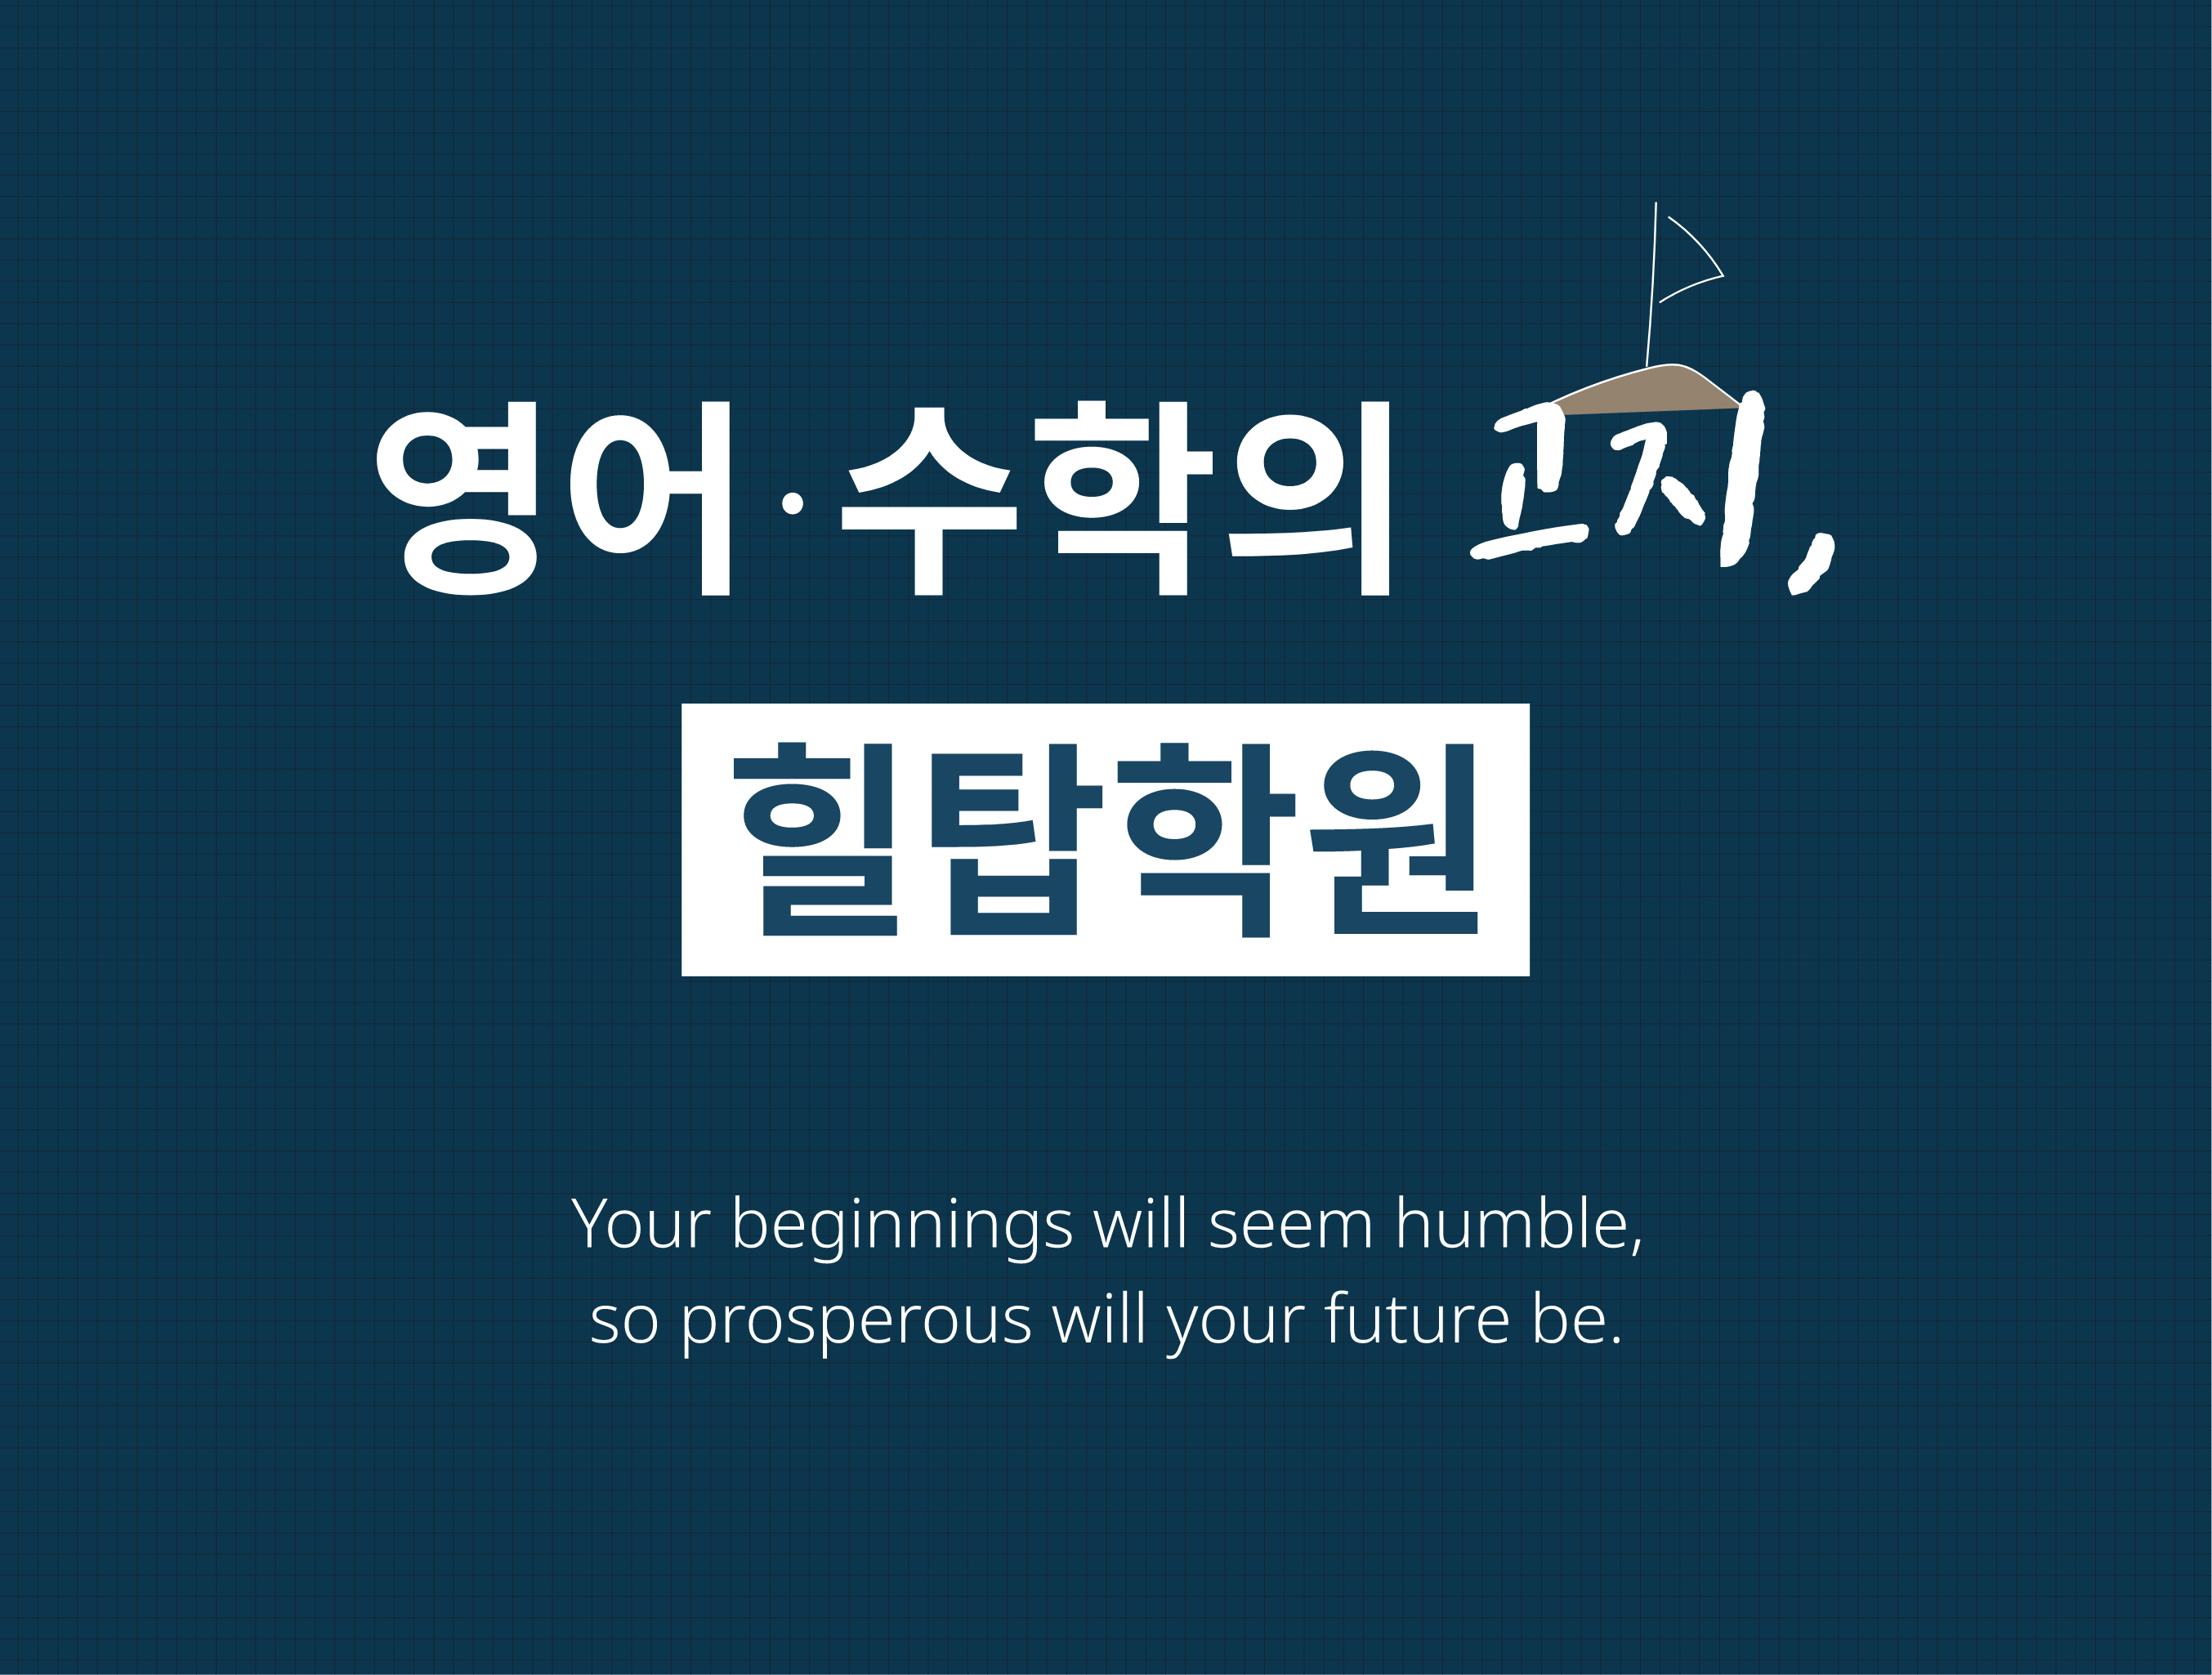 영어·수학의 고지,
힐탑학원
Your beginnings will seem humble,
so prosperous will your future be.